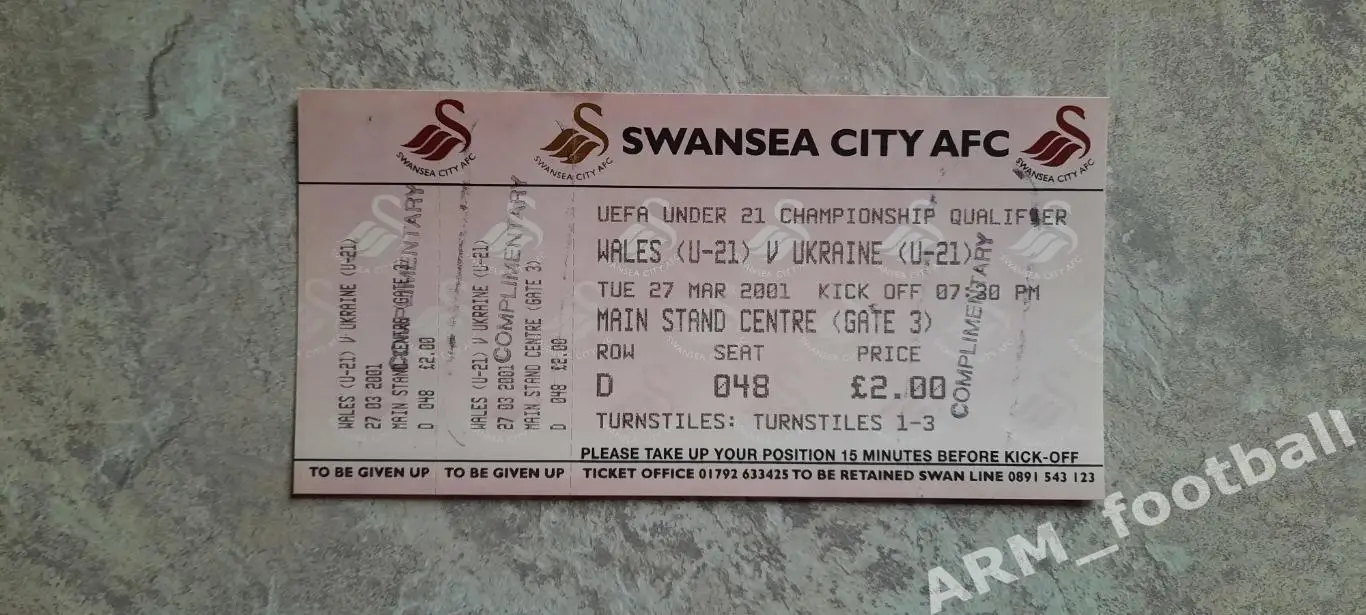 SWANSEA CITY AFC
SWANSEA CITY AFC
SWANSEA CITY AFC
SWANSEA CITY AFC
UEFA UNDER 21 CHAMPIONSHIP QUALIFIER
WALES (U-21) V UKRAINE (U-21)
TUE 27 MAR 2001 KICK OFF 07: PM
MAIN STAND CENTRE (GATE 3)
ROW SEAT PRICE
D 048 £2.00
TURNSTILES: TURNSTILES 1-3
COMPLIMENTARY
PLEASE TAKE UP YOUR POSITION 15 MINUTES BEFORE KICK-OFF
TICKET OFFICE 01792 633425 TO BE RETAINED SWAN LINE 0891 543 123
WALES (U-21) V UKRAINE (U-21)
27 03 2001
MAIN STAND CENTRE (GATE 3)
D 048 £2.00
COMPLIMENTARY
TO BE GIVEN UP
WALES (U-21) V UKRAINE (U-21)
27 03 2001
MAIN STAND CENTRE (GATE 3)
D 048 £2.00
COMPLIMENTARY
TO BE GIVEN UP
ARM_football